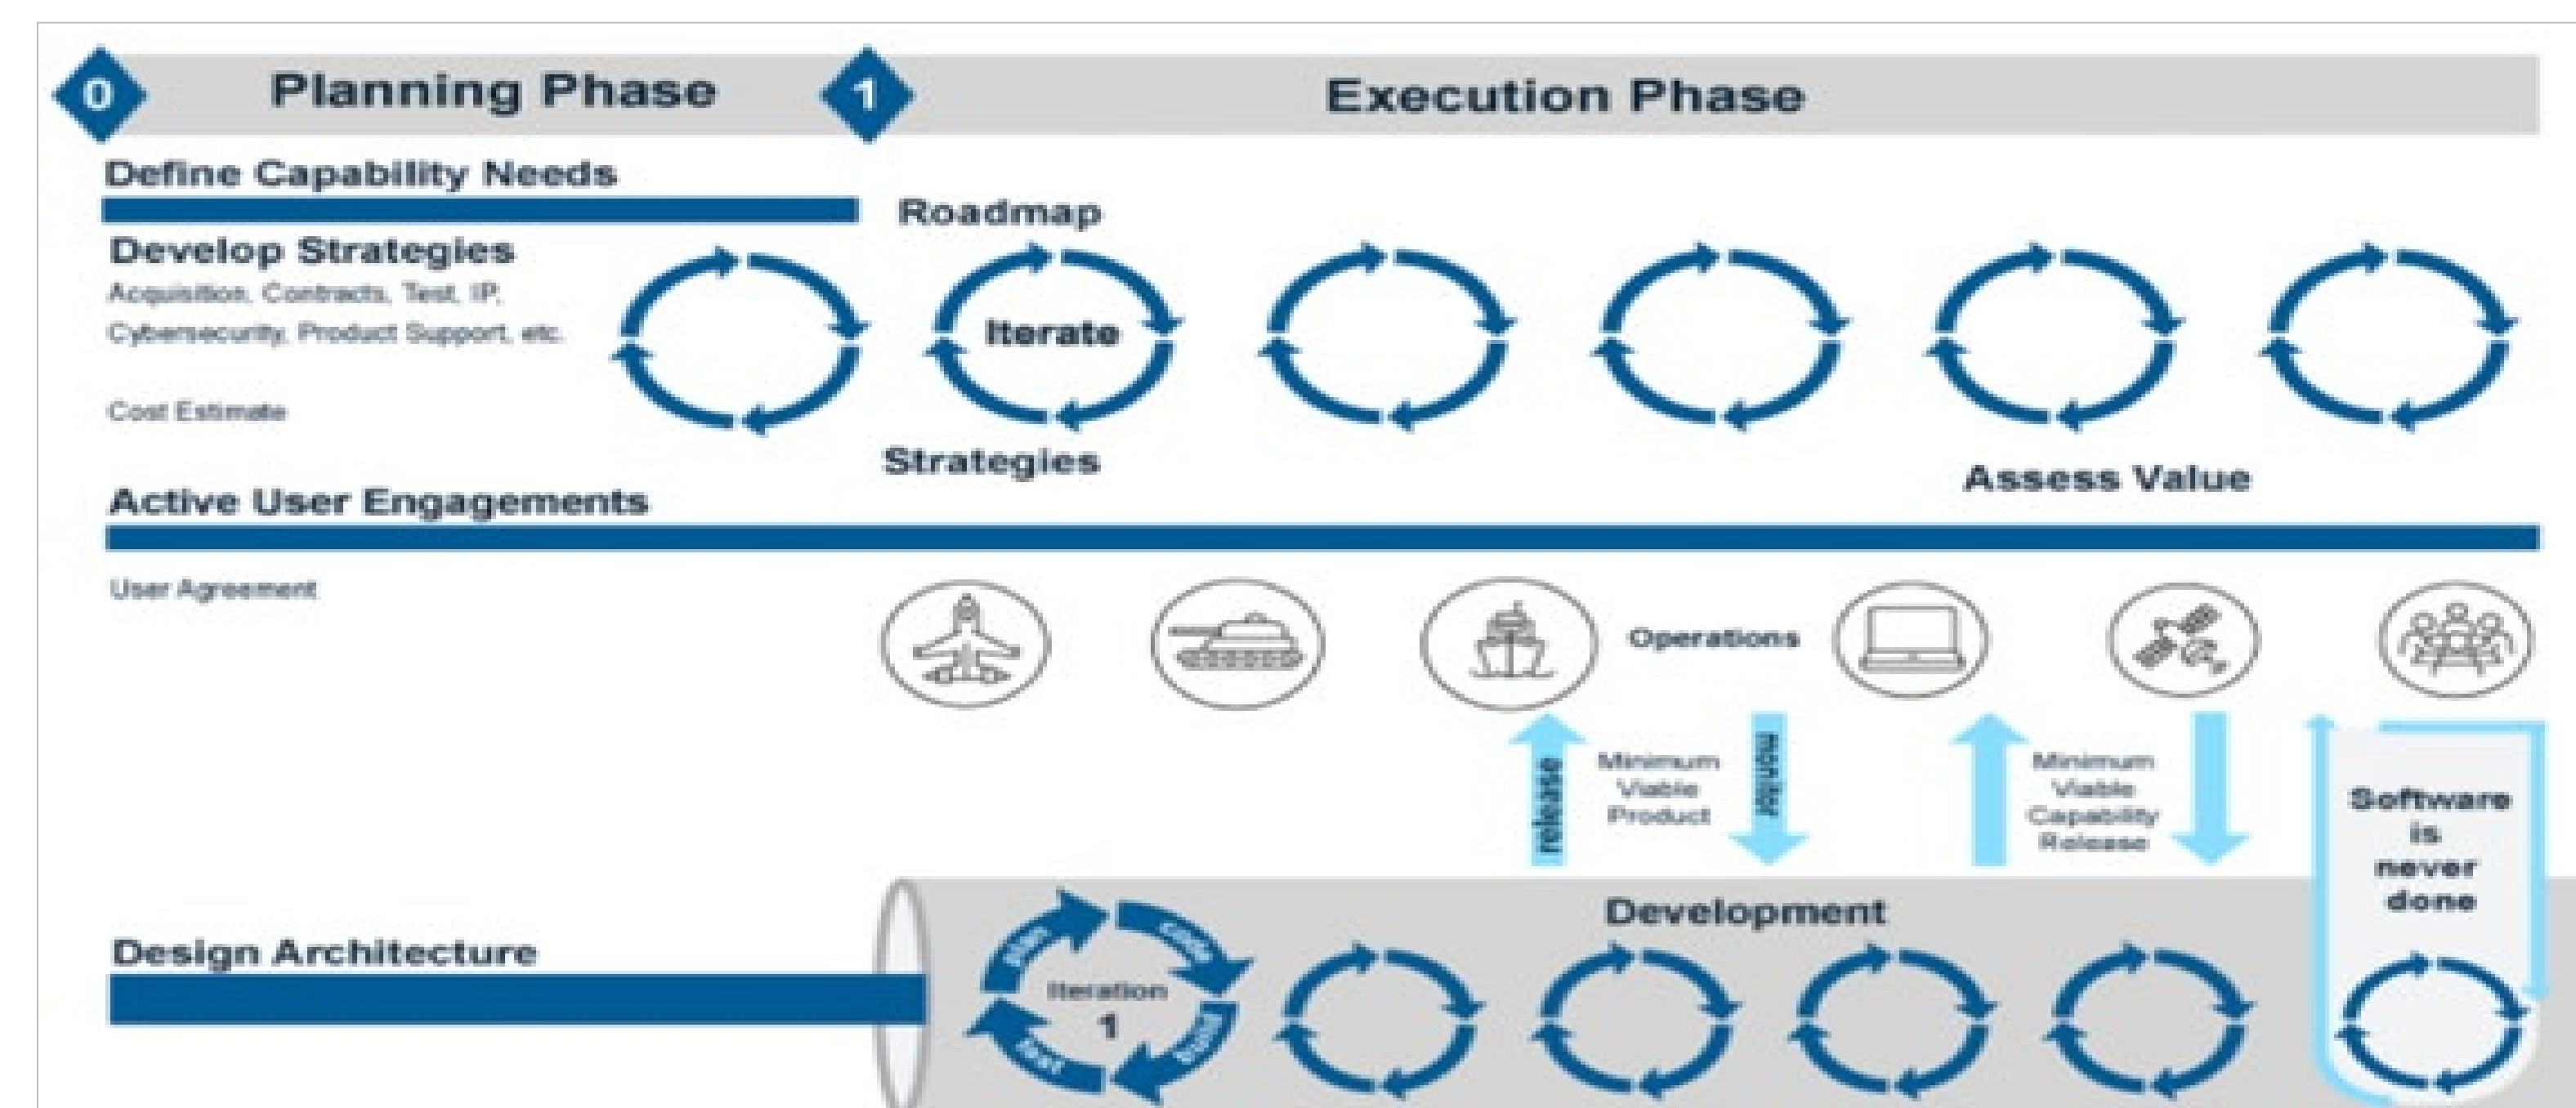 0
Planning Phase
1
Execution Phase
Define Capability Needs
Roadmap
Develop Strategies
Acquisition, Contracts, Test, IP,
Cybersecurity, Product Support, etc.
Iterate
Cost Estimate
Strategies
Assess Value
Active User Engagements
User Agreement
Operations
release
Minimum
Viable
Product
monitor
Minimum
Viable
Capability
Release
Software
is
never
done
Development
Design Architecture
plan
code
Iteration
1
build
test